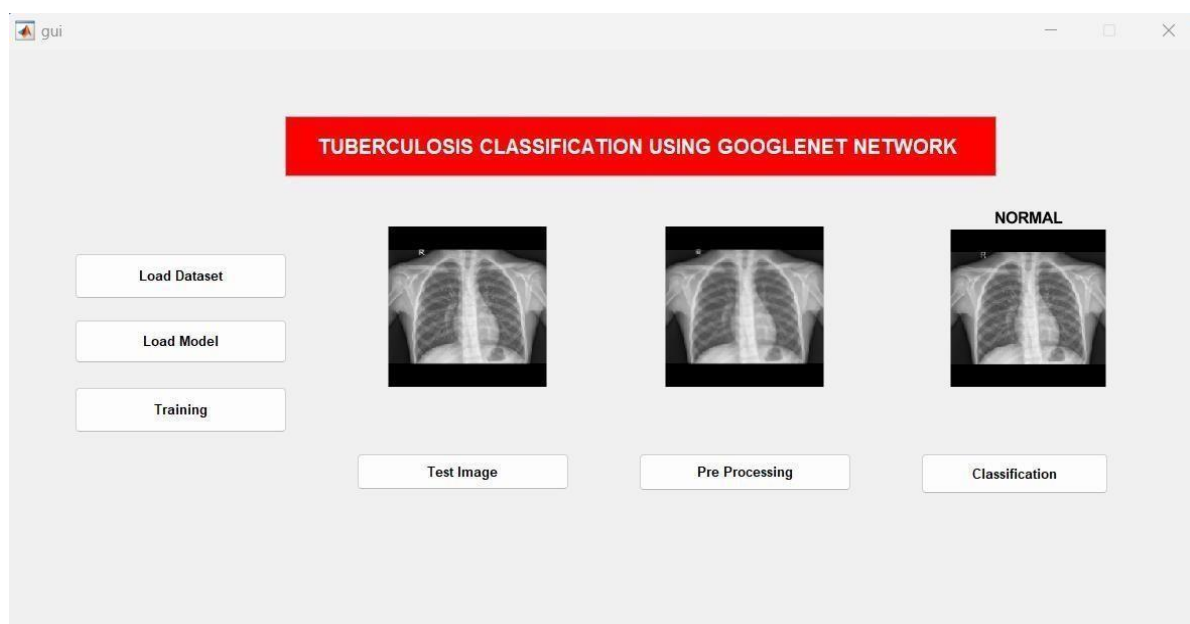 gui
TUBERCULOSIS CLASSIFICATION USING GOOGLENET NETWORK
NORMAL
R
R
Load Dataset
Load Model
Training
Test Image
Pre Processing
Classification